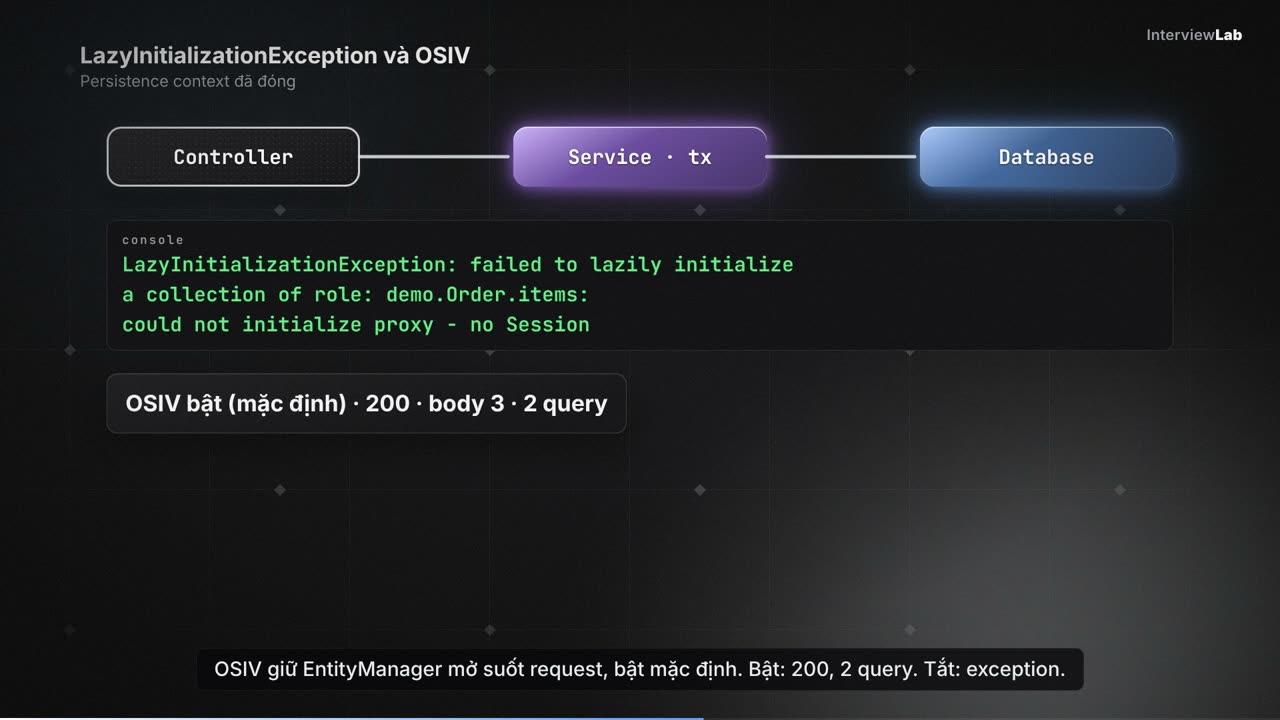 LazyInitializationException và OSIV
InterviewLab
Persistence context đã đóng
Controller
Service · tx
Database
console
LazyInitializationException: failed to lazily initialize
a collection of role: demo.Order.items:
could not initialize proxy - no Session
OSIV bật (mặc định) · 200 · body 3 · 2 query
OSIV giữ EntityManager mở suốt request, bật mặc định. Bật: 200, 2 query. Tắt: exception.